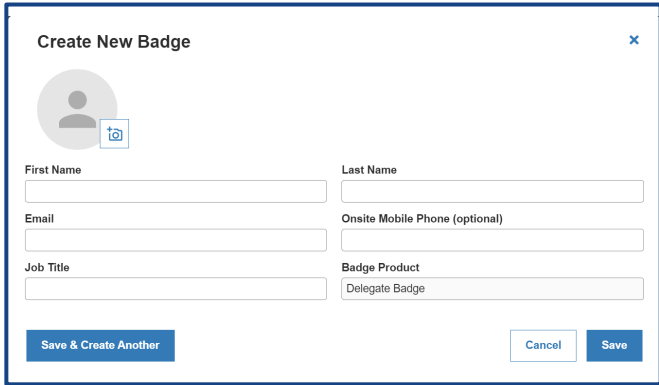 Create New Badge
First Name
Last Name
Email
Onsite Mobile Phone (optional)
Job Title
Badge Product
Delegate Badge
Save & Create Another
Cancel
Save